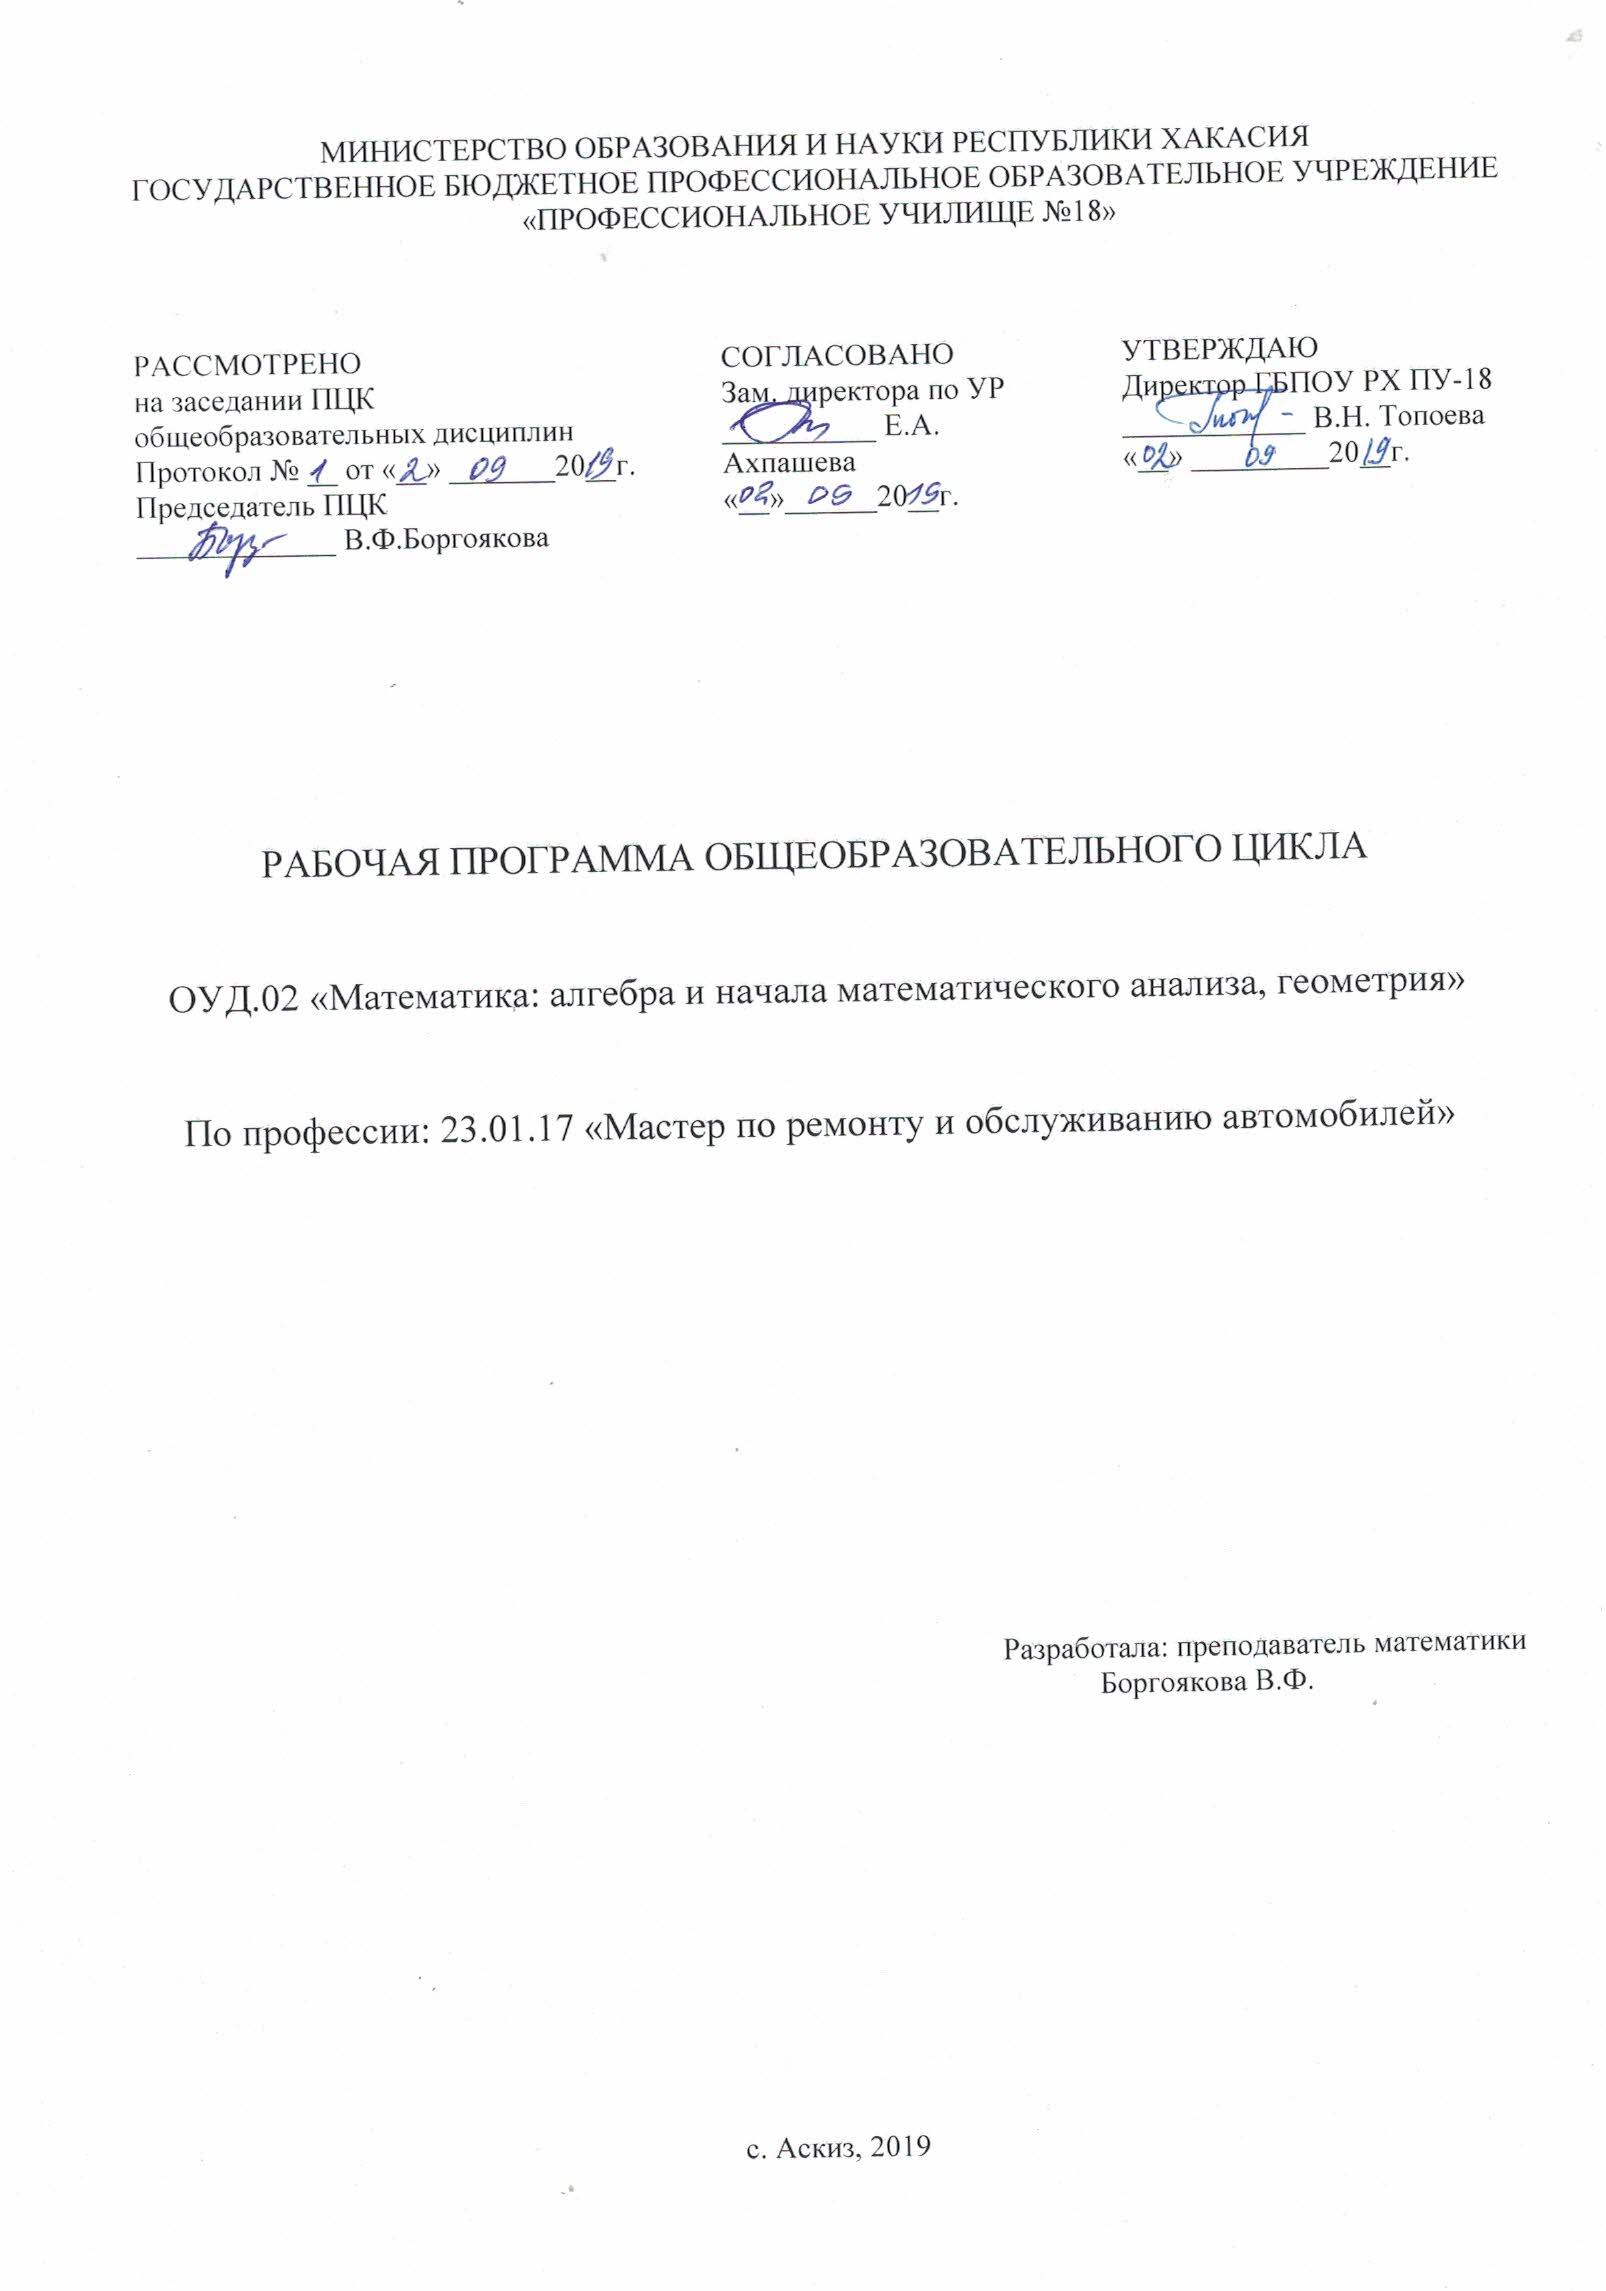 МИНИСТЕРСТВО ОБРАЗОВАНИЯ И НАУКИ РЕСПУБЛИКИ ХАКАСИЯ
ГОСУДАРСТВЕННОЕ БЮДЖЕТНОЕ ПРОФЕССИОНАЛЬНОЕ ОБРАЗОВАТЕЛЬНОЕ УЧРЕЖДЕНИЕ
«ПРОФЕССИОНАЛЬНОЕ УЧИЛИЩЕ №18»
РАССМОТРЕНО
на заседании ПЦК
общеобразовательных дисциплин
Протокол № 1 от «2» 09 2019г.
Председатель ПЦК
В.Ф.Боргоякова
СОГЛАСОВАНО
Зам. директора по УР
Е.А.
Ахпашева
«02» 09 2019г.
УТВЕРЖДАЮ
Директор ГБПОУ РХ ПУ-18
В.Н. Топоева
«02» 09 2019г.
РАБОЧАЯ ПРОГРАММА ОБЩЕОБРАЗОВАТЕЛЬНОГО ЦИКЛА
ОУД.02 «Математика: алгебра и начала математического анализа, геометрия»
По профессии: 23.01.17 «Мастер по ремонту и обслуживанию автомобилей»
Разработала: преподаватель математики
Боргоякова В.Ф.
с. Аскиз, 2019